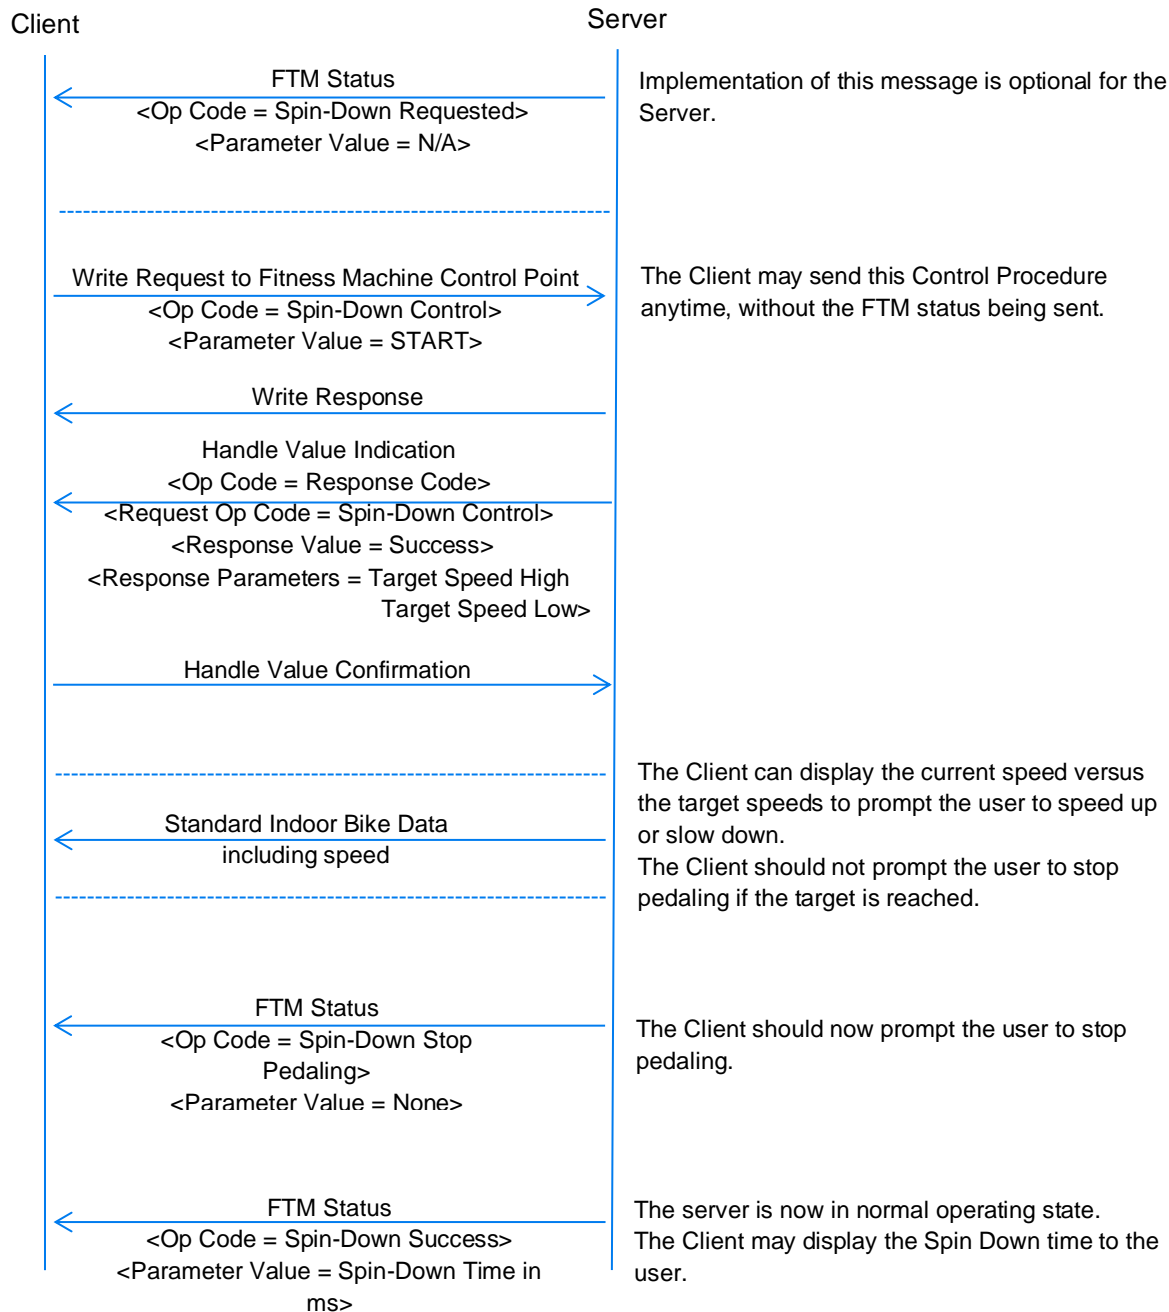 Client
Server
FTM Status
<Op Code = Spin-Down Requested>
<Parameter Value = N/A>
Implementation of this message is optional for the
Server.
Write Request to Fitness Machine Control Point
<Op Code = Spin-Down Control>
<Parameter Value = START>
The Client may send this Control Procedure
anytime, without the FTM status being sent.
Write Response
Handle Value Indication
<Op Code = Response Code>
<Request Op Code = Spin-Down Control>
<Response Value = Success>
<Response Parameters = Target Speed High
Target Speed Low>
Handle Value Confirmation
Standard Indoor Bike Data
including speed
The Client can display the current speed versus
the target speeds to prompt the user to speed up
or slow down.
The Client should not prompt the user to stop
pedaling if the target is reached.
FTM Status
<Op Code = Spin-Down Stop
Pedaling>
<Parameter Value = None>
The Client should now prompt the user to stop
pedaling.
FTM Status
<Op Code = Spin-Down Success>
<Parameter Value = Spin-Down Time in
ms>
The server is now in normal operating state.
The Client may display the Spin Down time to the
user.